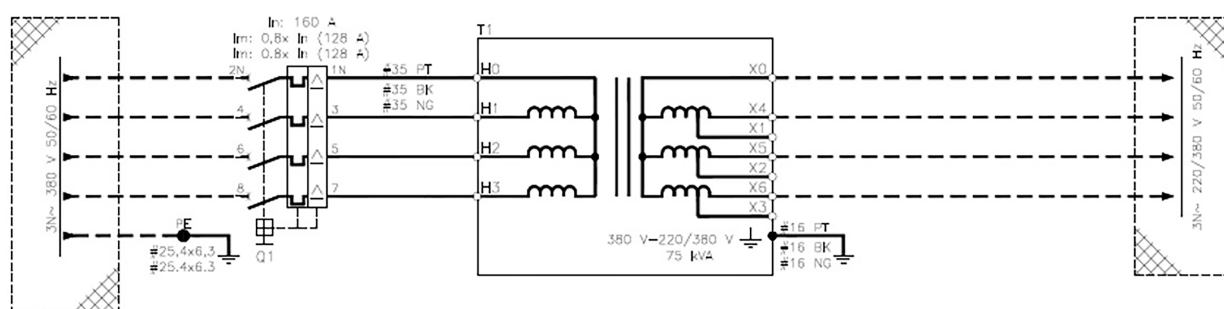 In: 160 A
Im: 0,8x In (128 A)
Im: 0.8x In (128 A)
T1
2N
1N
#35 PT
#35 BK
#35 NG
H0
X0
4
3
H1
X4
X1
6
5
H2
X5
X2
8
7
H3
X6
X3
3N~ 380 V 50/60 Hz
3N~ 220/380 V 50/60 Hz
PE
#25,4x6,3
#25.4x6.3
Q1
380 V-220/380 V
75 kVA
#16 PT
#16 BK
#16 NG